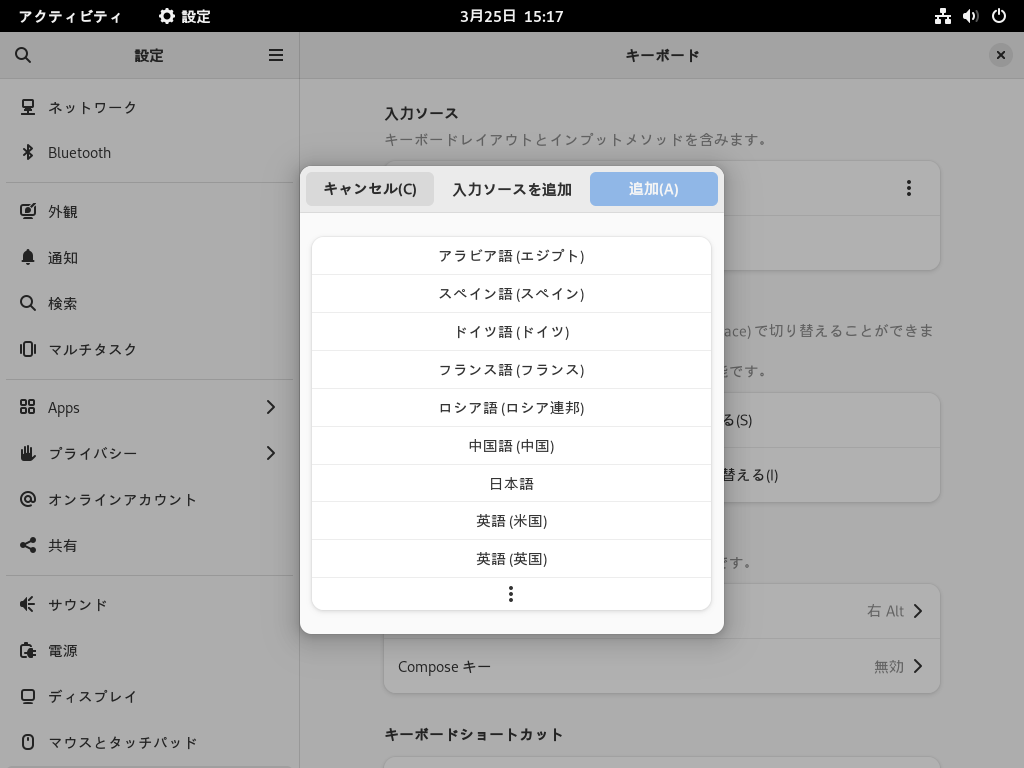 アクティビティ
設定
3月25日 15:17
設定
キーボード
ネットワーク
Bluetooth
外観
通知
検索
マルチタスク
Apps
プライバシー
オンラインアカウント
共有
サウンド
電源
ディスプレイ
マウスとタッチパッド
入力ソース
キーボードレイアウトとインプットメソッドを含みます。
キャンセル(C)
入力ソースを追加
追加(A)
アラビア語 (エジプト)
スペイン語 (スペイン)
ドイツ語 (ドイツ)
フランス語 (フランス)
ロシア語 (ロシア連邦)
中国語 (中国)
日本語
英語 (米国)
英語 (英国)
ace) で切り替えることができま
です。
る(S)
替える(I)
です。
右 Alt
Compose キー
無効
キーボードショートカット